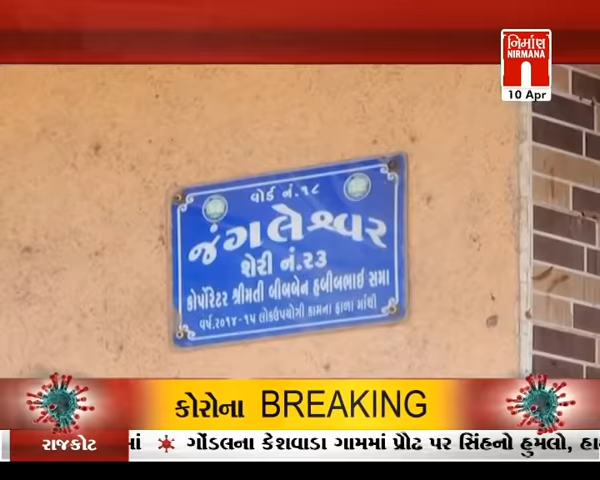 નિર્માણ
NIRMANA
10 Apr
વોર્ડ નં.૧૮
જંગલેશ્વર
શેરી નં.૨૩
કોર્પોરેટર શ્રીમતી બીબબેન હબીબભાઈ સમા
વર્ષ.૨૦૧૪-૧૫ લોકઉપયોગી કામના ફાળા માંથી
કોરોના BREAKING
રાજકોટ
માં ગોંડલના કેશવાડા ગામમાં પ્રૌઢ પર સિંહનો હુમલો,